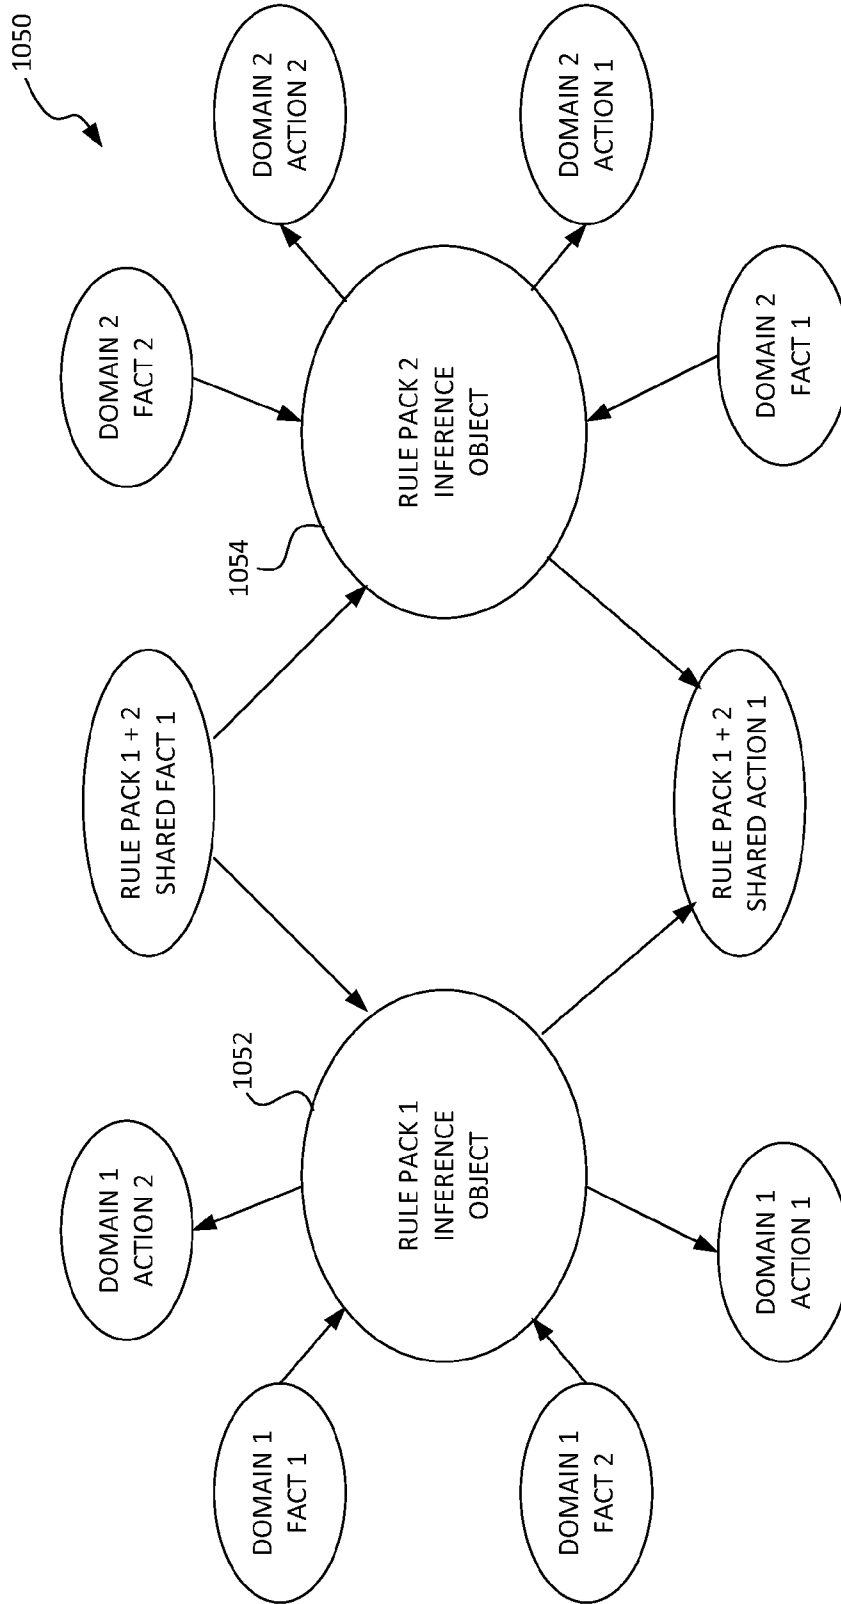 1050
DOMAIN 1
ACTION 2
RULE PACK 1 + 2
SHARED FACT 1
DOMAIN 2
FACT 2
DOMAIN 1
FACT 1
1052
1054
DOMAIN 2
ACTION 2
RULE PACK 1
INFERENCE
OBJECT
RULE PACK 2
INFERENCE
OBJECT
DOMAIN 1
FACT 2
DOMAIN 2
ACTION 1
DOMAIN 1
ACTION 1
RULE PACK 1 + 2
SHARED ACTION 1
DOMAIN 2
FACT 1